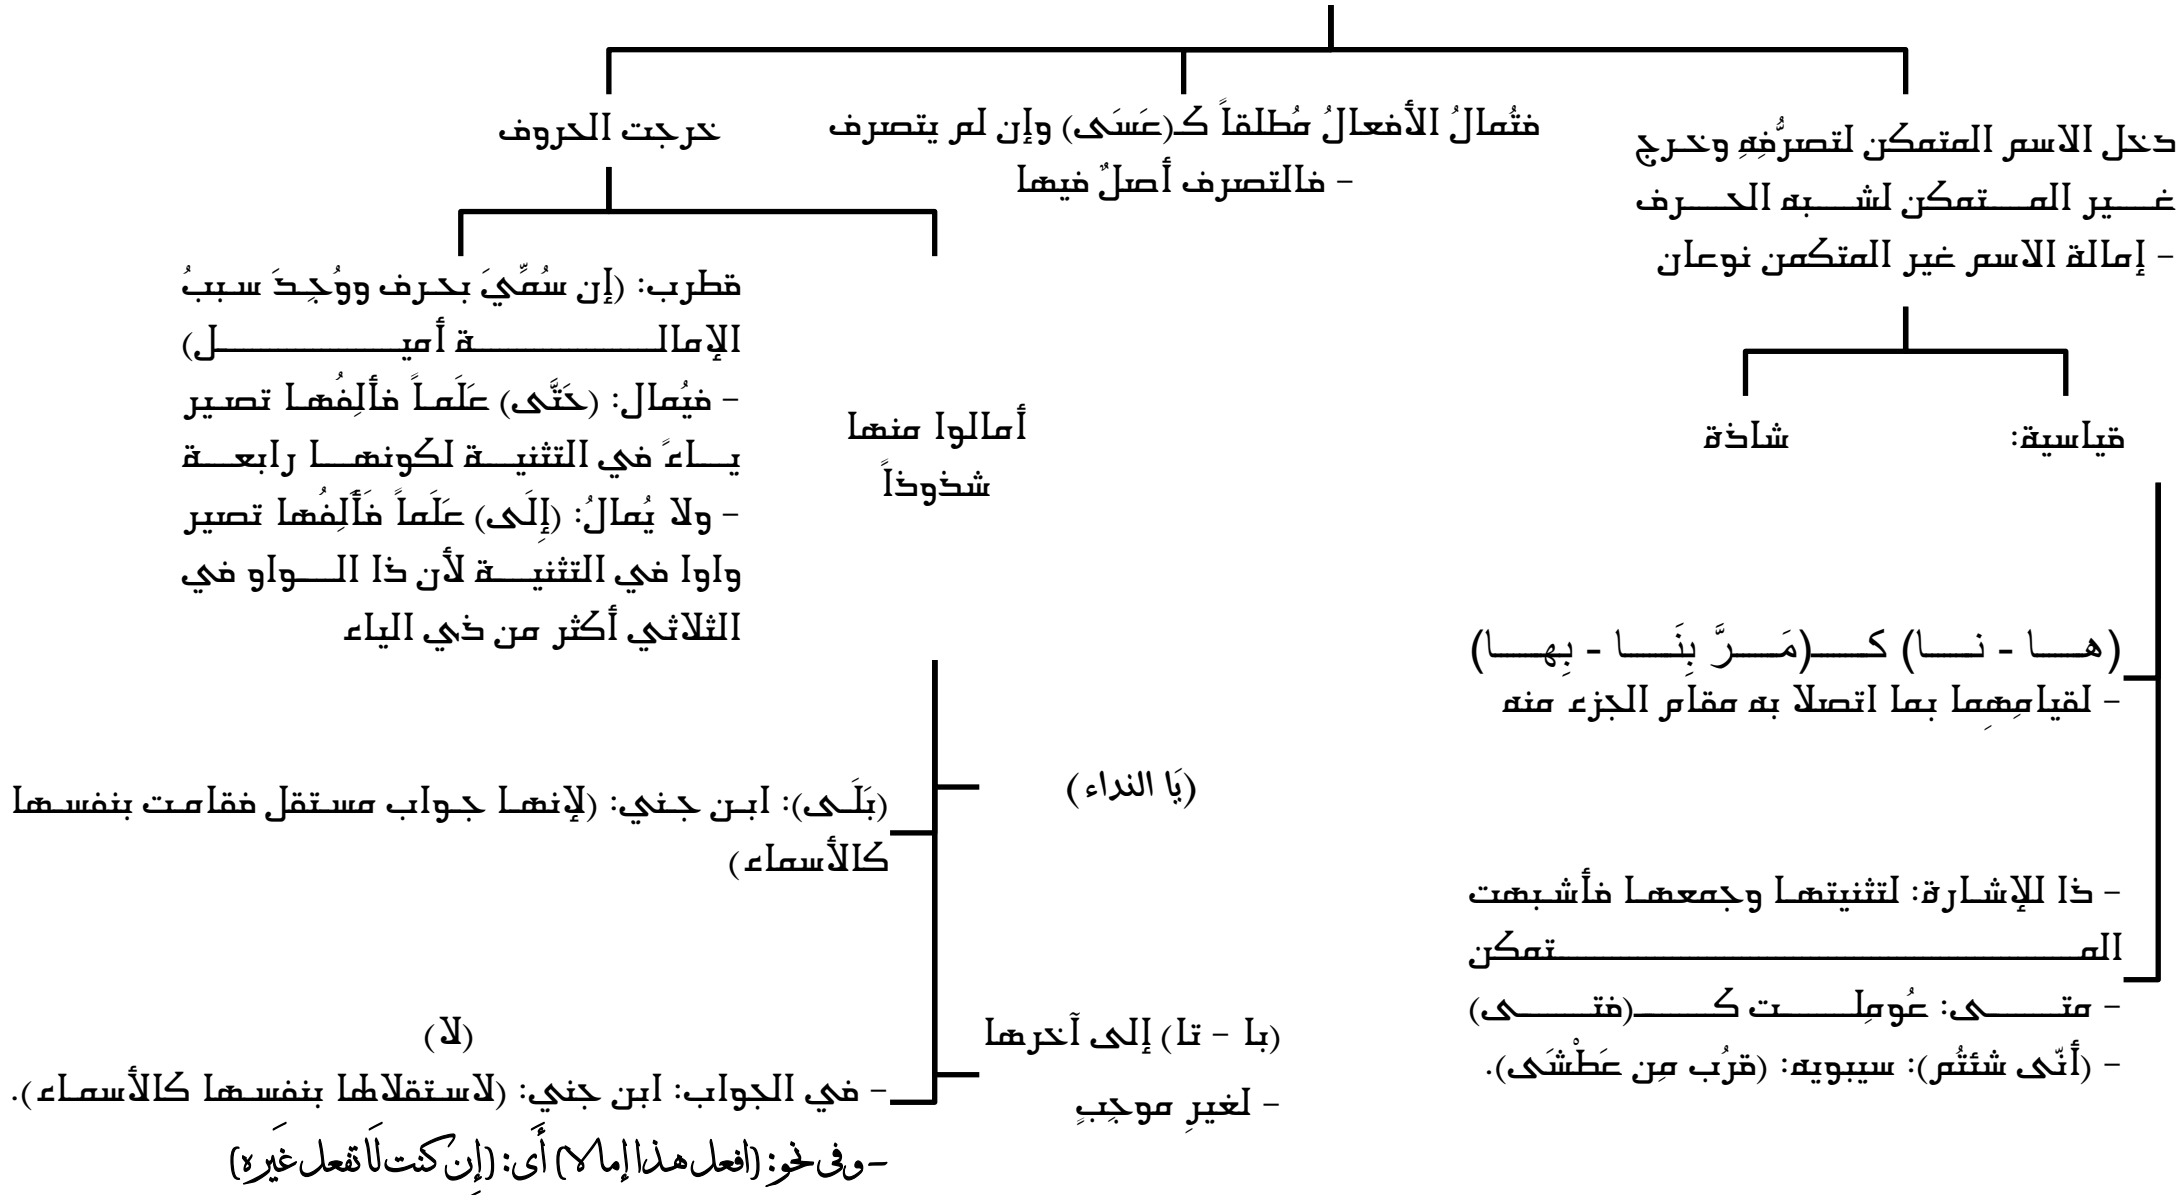 دخل الاسم المتمكن لتصرُّفِهِ وخرج
غير المتمكن لشبه الحرف
- إمالة الاسم غير المتكمن نوعان
فتُمالُ الأفعالُ مُطلقاً كـ(عَسَى) وإن لم يتصرف
- فالتصرف أصلٌ فيها
خرجت الحروف
قياسية:
شاذة
(ها - نا) كـ(مَرَّ بِنَا - بِها)
- لقيامِهِما بما اتصلا به مقام الجزء منه
- ذا للإشارة: لتثنيتها وجمعها فأشبهت
المتمكن
- متى: عُومِلت كـ(فتى)
- (أنّى شئتُم): سيبويه: (قرُب مِن عَطْشَى).
أمالوا منها
شذوذاً
قطرب: (إن سُمِّيَ بحرف ووُجِدَ سببُ
الإمالة أميل)
- فيُمال: (حَتَّى) عَلَماً فألِفُها تصير
ياءً في التثنية لكونها رابعة
- ولا يُمالُ: (إِلَى) عَلَماً فَألِفُها تصير
واوا في التثنية لأن ذا الواو في
الثلاثي أكثر من ذي الياء
(يَا النداء)
(بَلَى): ابن جني: (لإنها جواب مستقل فقامت بنفسها
كالأسماء)
(با - تا) إلى آخرها
- لغيرِ موجِبٍ
(لا)
- في الجواب: ابن جني: (لاستقلالها بنفسها كالأسماء).
- وفى نحو: (افعل هذا إمالا) أى: (إِن كنت لَا تفعل غَيره)